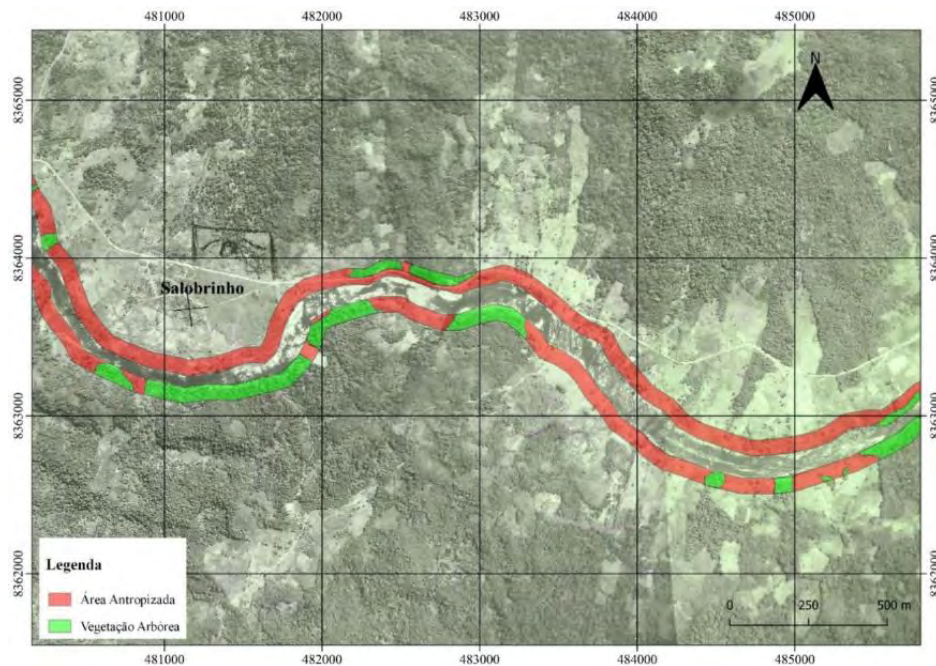 481000 482000 483000 484000 485000
N
8365000 8365000
8364000 8364000
Salobrinho
8363000 8363000
8362000 8362000
Legenda
Área Antropizada
Vegetação Arbórea
0 250 500 m
481000 482000 483000 484000 485000